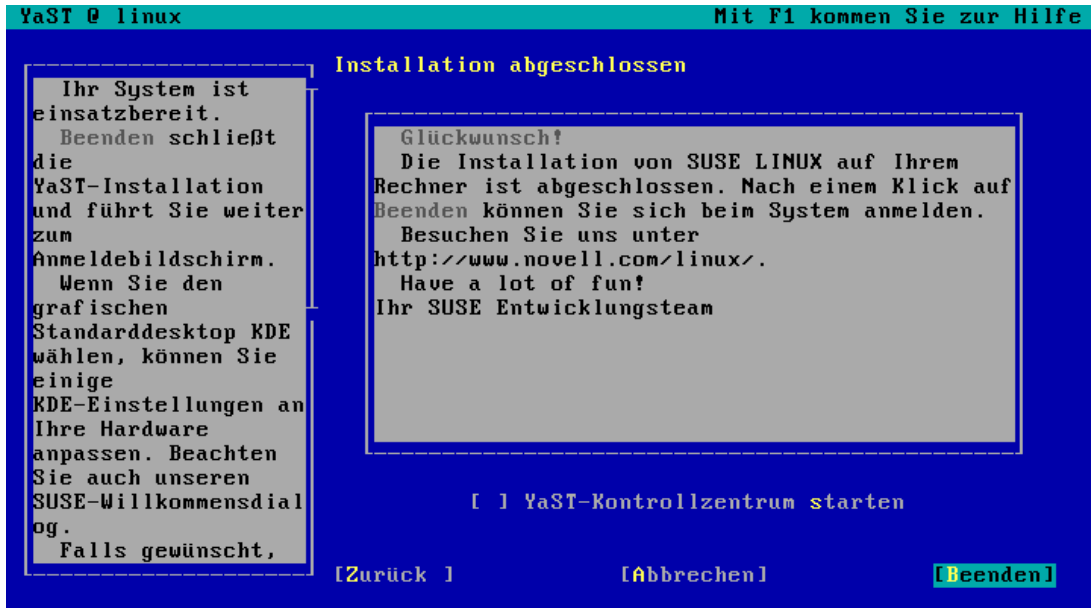 YaST @ linux
Mit F1 kommen Sie zur Hilfe
Ihr System ist
einsatzbereit.
Beenden schließt
die
YaST-Installation
und führt Sie weiter
zum
Anmeldebildschirm.
Wenn Sie den
grafischen
Standarddesktop KDE
wählen, können Sie
einige
KDE-Einstellungen an
Ihre Hardware
anpassen. Beachten
Sie auch unseren
SUSE-Willkommensdial
og.
Falls gewünscht,
Installation abgeschlossen
Glückwunsch!
Die Installation von SUSE LINUX auf Ihrem
Rechner ist abgeschlossen. Nach einem Klick auf
Beenden können Sie sich beim System anmelden.
Besuchen Sie uns unter
http://www.novell.com/linux/.
Have a lot of fun!
Ihr SUSE Entwicklungsteam
[ ] YaST-Kontrollzentrum starten
[Zurück ]
[Abbrechen]
[Beenden]